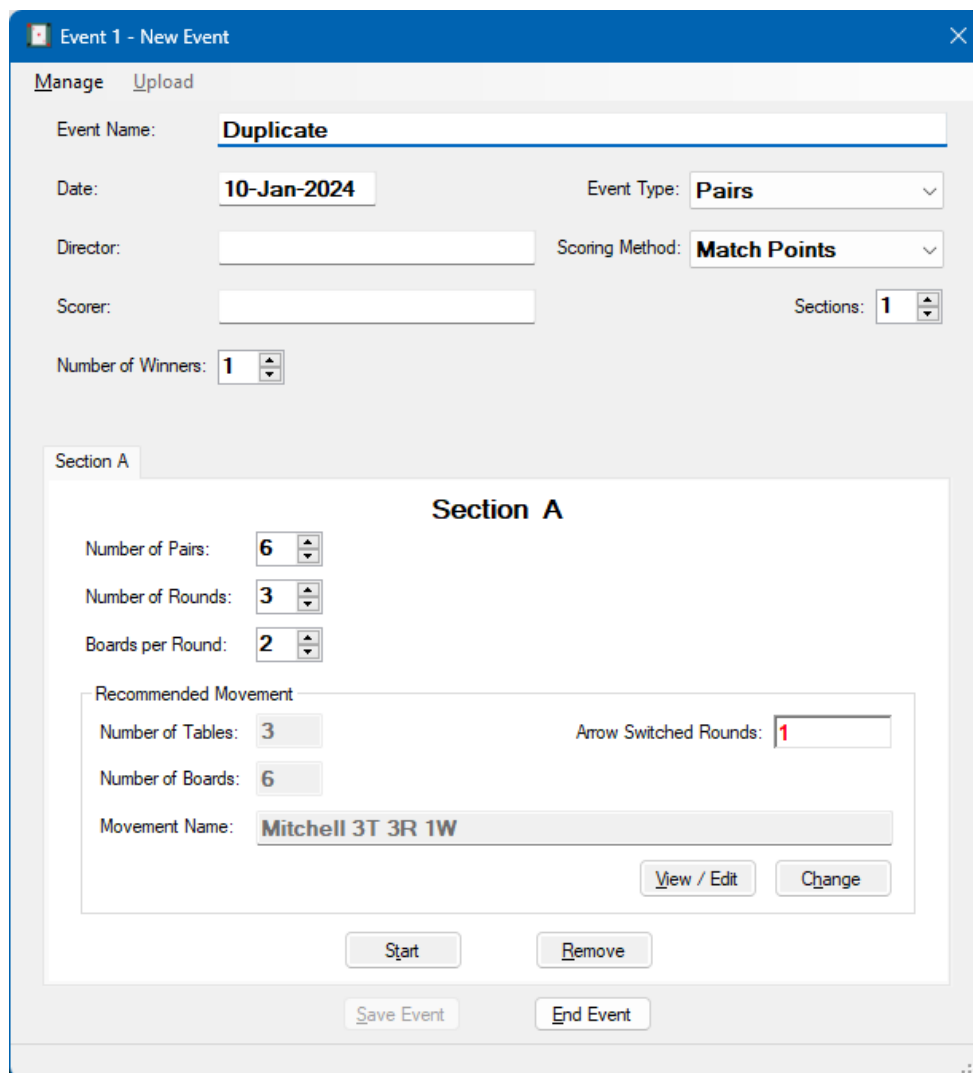 Event 1 - New Event
Manage Upload
Event Name: Duplicate
Date: 10-Jan-2024 Event Type: Pairs
Director: Scoring Method: Match Points
Scorer: Sections: 1
Number of Winners: 1
Section A
Section A
Number of Pairs: 6
Number of Rounds: 3
Boards per Round: 2
Recommended Movement
Number of Tables: 3 Arrow Switched Rounds: 1
Number of Boards: 6
Movement Name: Mitchell 3T 3R 1W
View / Edit Change
Start Remove
Save Event End Event